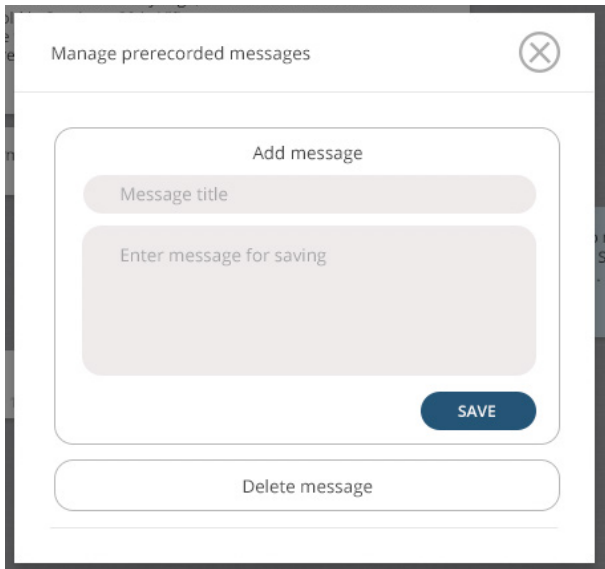 Manage prerecorded messages
Add message
Message title
Enter message for saving
SAVE
Delete message